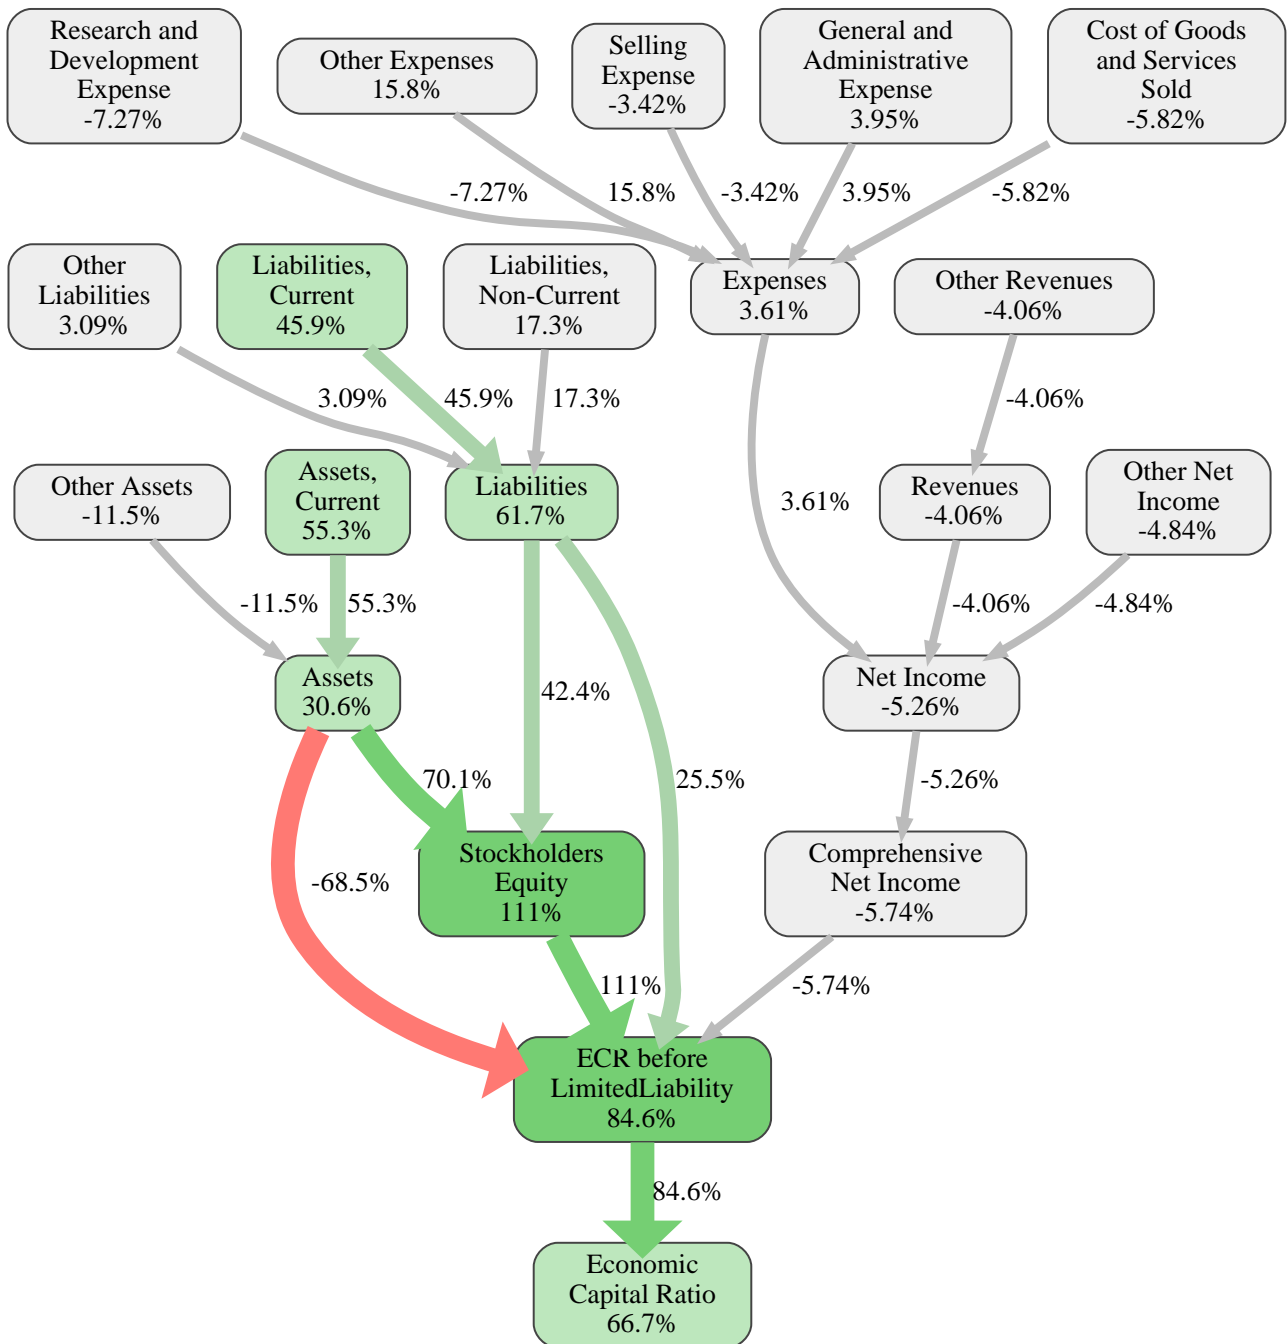 Research and
Development
Expense
-7.27%
Other Expenses
15.8%
Selling
Expense
-3.42%
General and
Administrative
Expense
3.95%
Cost of Goods
and Services
Sold
-5.82%
-7.27%
15.8%
-3.42%
3.95%
-5.82%
Other
Liabilities
3.09%
Liabilities,
Current
45.9%
Liabilities,
Non-Current
17.3%
Expenses
3.61%
Other Revenues
-4.06%
3.09%
45.9%
17.3%
-4.06%
Other Assets
-11.5%
Assets,
Current
55.3%
Liabilities
61.7%
3.61%
Revenues
-4.06%
Other Net
Income
-4.84%
-11.5%
55.3%
-4.06%
-4.84%
Assets
30.6%
42.4%
Net Income
-5.26%
70.1%
25.5%
-5.26%
-68.5%
Stockholders
Equity
111%
Comprehensive
Net Income
-5.74%
111%
-5.74%
ECR before
LimitedLiability
84.6%
84.6%
Economic
Capital Ratio
66.7%